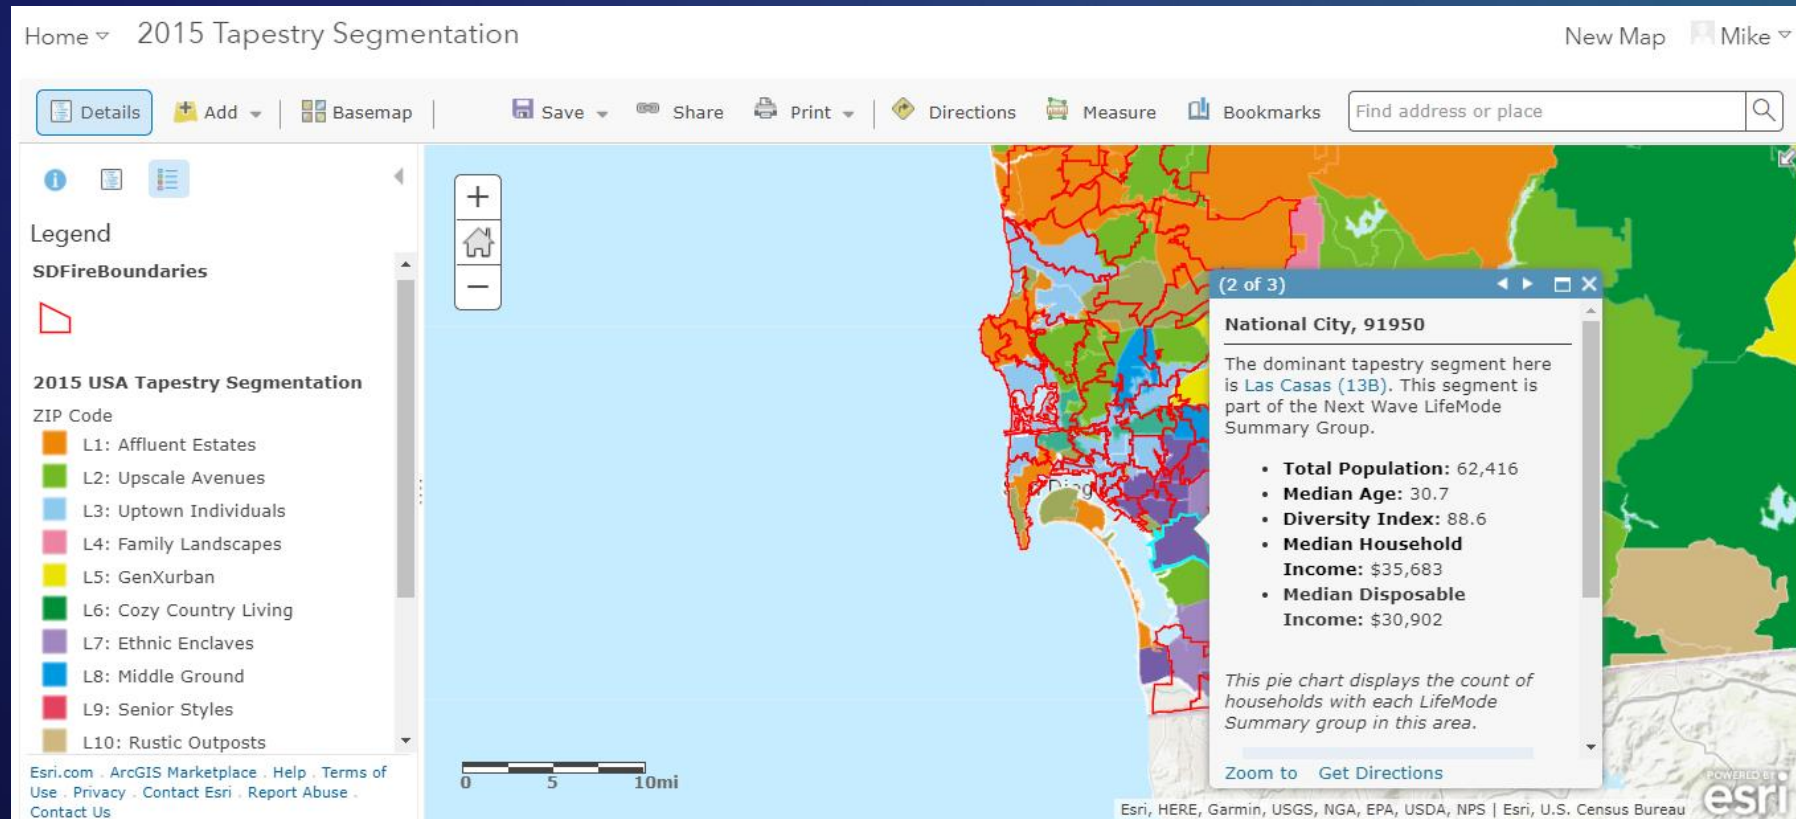 Home 2015 Tapestry Segmentation New Map Mike
Details Add Basemap Save Share Print Directions Measure Bookmarks Find address or place
Legend
SDFireBoundaries
2015 USA Tapestry Segmentation
ZIP Code
L1: Affluent Estates
L2: Upscale Avenues
L3: Uptown Individuals
L4: Family Landscapes
L5: GenXurban
L6: Cozy Country Living
L7: Ethnic Enclaves
L8: Middle Ground
L9: Senior Styles
L10: Rustic Outposts
Esri.com . ArcGIS Marketplace . Help . Terms of
Use . Privacy . Contact Esri . Report Abuse .
Contact Us
0 5 10mi
(2 of 3)
National City, 91950
The dominant tapestry segment here
is Las Casas (13B). This segment is
part of the Next Wave LifeMode
Summary Group.
• Total Population: 62,416
• Median Age: 30.7
• Diversity Index: 88.6
• Median Household
Income: $35,683
• Median Disposable
Income: $30,902
This pie chart displays the count of
households with each LifeMode
Summary group in this area.
Zoom to Get Directions
Esri, HERE, Garmin, USGS, NGA, EPA, USDA, NPS | Esri, U.S. Census Bureau
POWERED BY
esri